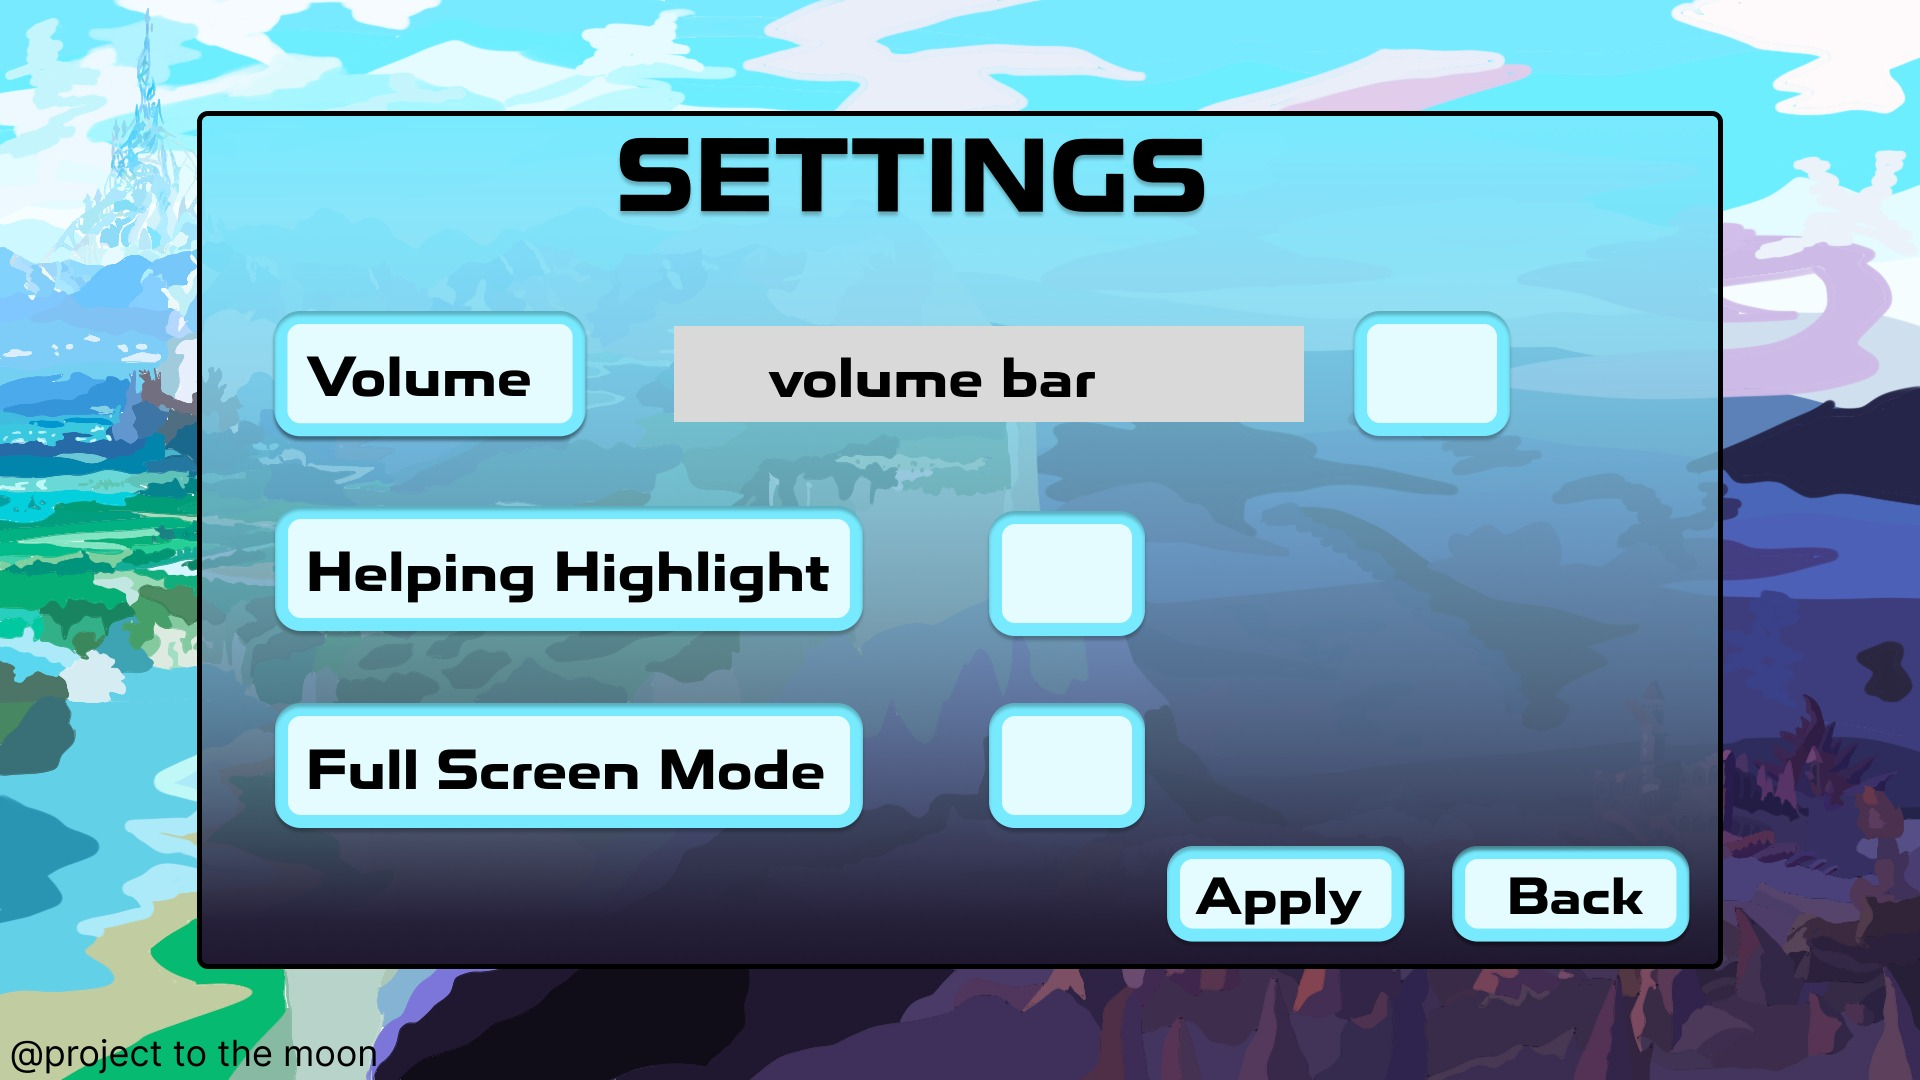 SETTINGS
Volume
volume bar
Helping Highlight
Full Screen Mode
Apply
Back
@project to the moon